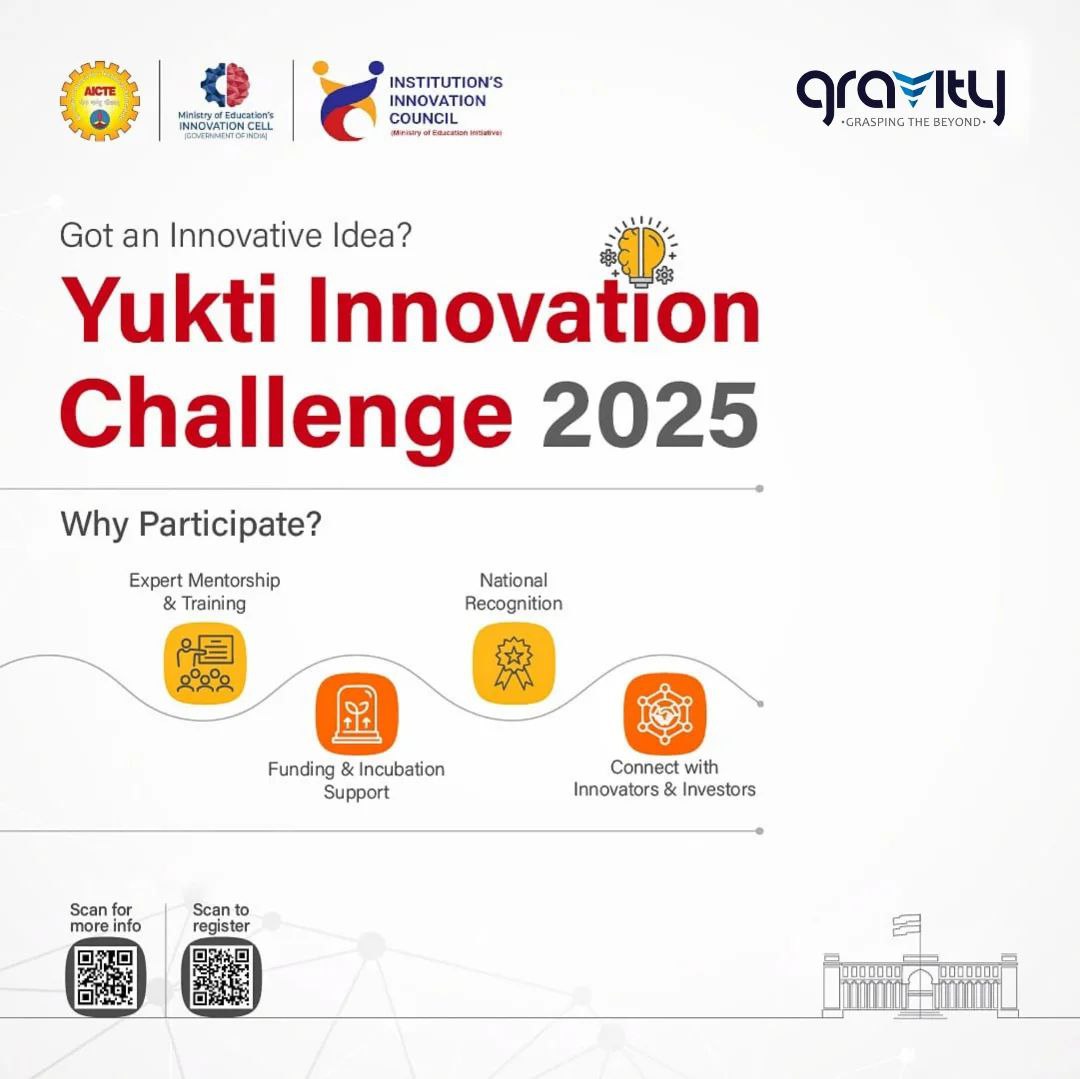 AICTE
Ministry of Education's
INNOVATION CELL
(GOVERNMENT OF INDIA)
INSTITUTION'S
INNOVATION
COUNCIL
(Ministry of Education Initiative)
gravity
·GRASPING THE BEYOND·
Got an Innovative Idea?
Yukti Innovation
Challenge 2025
Why Participate?
Expert Mentorship
& Training
National
Recognition
Funding & Incubation
Support
Connect with
Innovators & Investors
Scan for
more info
Scan to
register